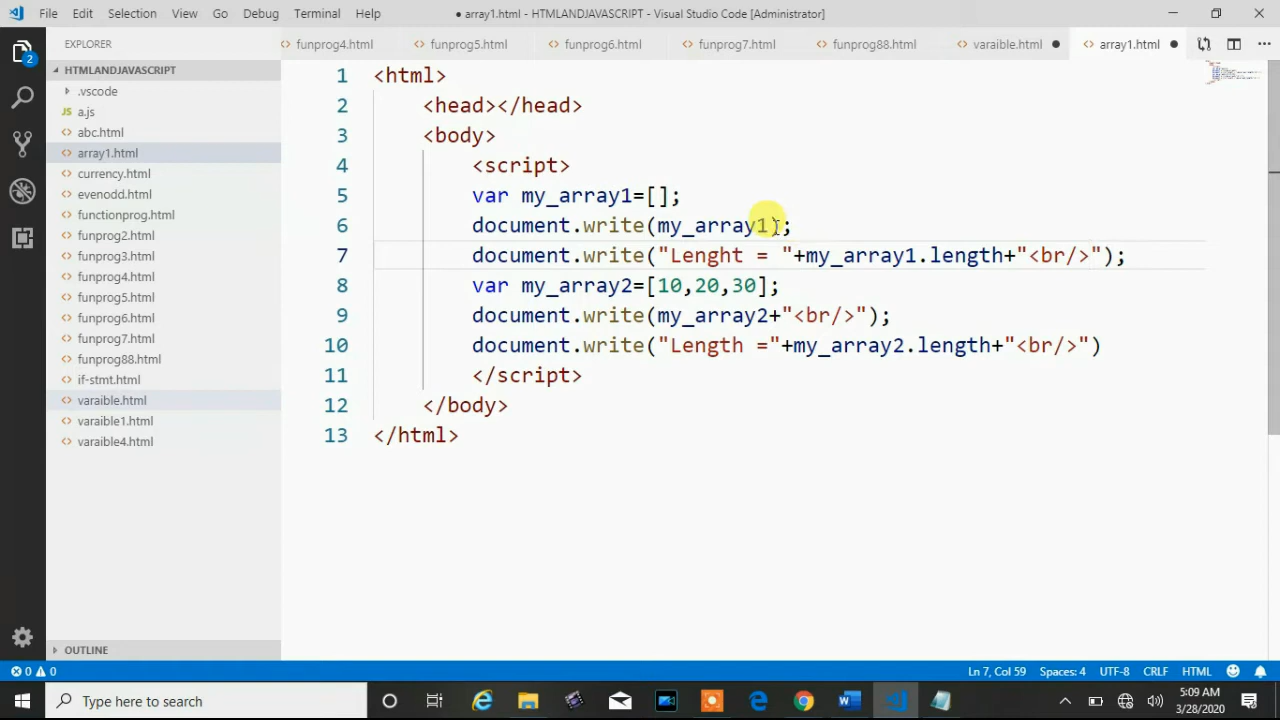 File Edit Selection View Go Debug Terminal Help
● array1.html - HTMLANDJAVASCRIPT - Visual Studio Code [Administrator]
EXPLORER
funprog4.html
funprog5.html
funprog6.html
funprog7.html
funprog88.html
varaible.html
array1.html
2
HTMLANDJAVASCRIPT
.vscode
JS a.js
abc.html
array1.html
currency.html
evenodd.html
functionprog.html
funprog2.html
funprog3.html
funprog4.html
funprog5.html
funprog6.html
funprog7.html
funprog88.html
if-stmt.html
varaible.html
varaible1.html
varaible4.html
OUTLINE
1 <html>
2 <head></head>
3 <body>
4 <script>
5 var my_array1=[];
6 document.write(my_array1);
7 document.write("Lenght = "+my_array1.length+"<br/>");
8 var my_array2=[10,20,30];
9 document.write(my_array2+"<br/>");
10 document.write("Length ="+my_array2.length+"<br/>")
11 </script>
12 </body>
13 </html>
0 0
Ln 7, Col 59 Spaces: 4 UTF-8 CRLF HTML
Type here to search
5:09 AM
3/28/2020